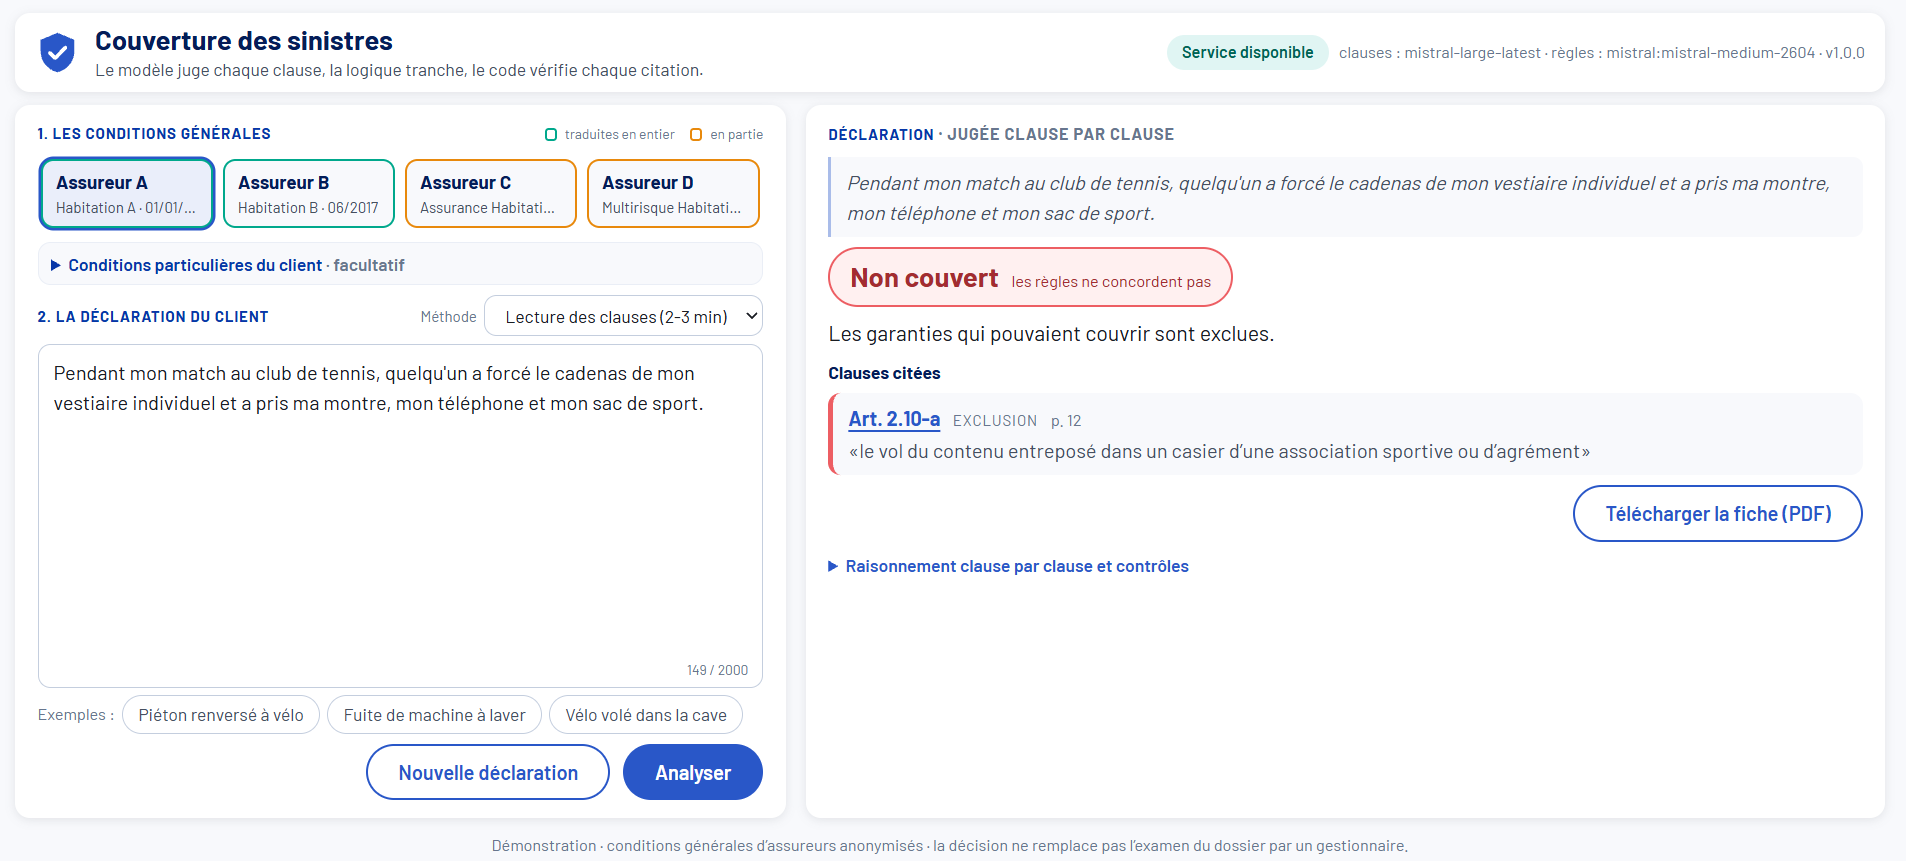 Couverture des sinistres
Le modèle juge chaque clause, la logique tranche, le code vérifie chaque citation.
Service disponible
clauses : mistral-large-latest · règles : mistral:mistral-medium-2604 · v1.0.0
1. LES CONDITIONS GÉNÉRALES
traduites en entier
en partie
Assureur A
Habitation A · 01/01/...
Assureur B
Habitation B · 06/2017
Assureur C
Assurance Habitati...
Assureur D
Multirisque Habitati...
Conditions particulières du client · facultatif
2. LA DÉCLARATION DU CLIENT
Méthode
Lecture des clauses (2-3 min)
Pendant mon match au club de tennis, quelqu'un a forcé le cadenas de mon
vestiaire individuel et a pris ma montre, mon téléphone et mon sac de sport.
149 / 2000
Exemples :
Piéton renversé à vélo
Fuite de machine à laver
Vélo volé dans la cave
Nouvelle déclaration
Analyser
DÉCLARATION · JUGÉE CLAUSE PAR CLAUSE
Pendant mon match au club de tennis, quelqu'un a forcé le cadenas de mon vestiaire individuel et a pris ma montre,
mon téléphone et mon sac de sport.
Non couvert les règles ne concordent pas
Les garanties qui pouvaient couvrir sont exclues.
Clauses citées
Art. 2.10-a EXCLUSION p. 12
«le vol du contenu entreposé dans un casier d’une association sportive ou d’agrément»
Télécharger la fiche (PDF)
Raisonnement clause par clause et contrôles
Démonstration · conditions générales d’assureurs anonymisés · la décision ne remplace pas l’examen du dossier par un gestionnaire.